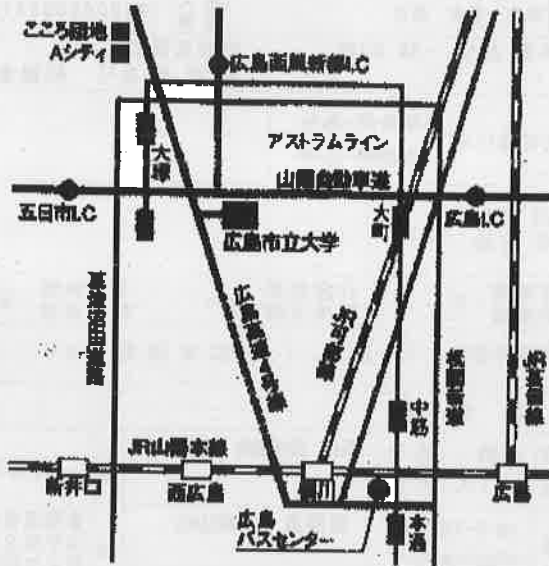 こころ団地
Aシティ
広島西風新都I.C
アストラムライン
大塚
山陽自動車道
五日市I.C
大町
広島I.C
広島市立大学
広島高速4号線
JR可部線
祇園新道
JR芸備線
中筋
JR山陽本線
新井口
西広島
横川
広島
広島
バスセンター
本通